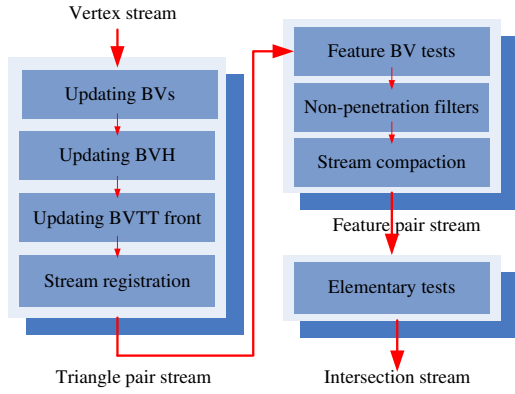 Vertex stream
Updating BVs
Updating BVH
Updating BVTT front
Stream registration
Triangle pair stream
Feature BV tests
Non-penetration filters
Stream compaction
Feature pair stream
Elementary tests
Intersection stream